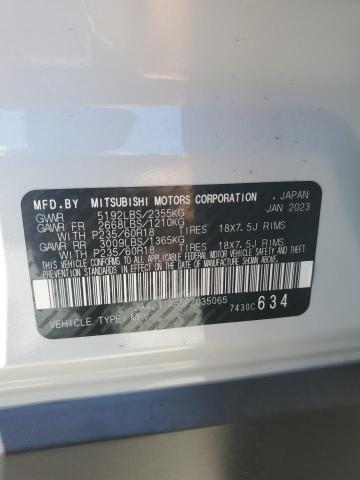 MFD.BY MITSUBISHI MOTORS CORPORATION , JAPAN
GVWR 5192LBS/2355KG JAN 2023
GAWR FR 2668LBS/1210KG
WITH P235/60R18 TIRES 18X7.5J RIMS
GAWR RR 3009LBS/1365KG
WITH P235/60R18 TIRES 18X7.5J RIMS
THIS VEHICLE CONFORMS TO ALL APPLICABLE FEDERAL MOTOR VEHICLE SAFETY, BUMPER, AND THEFT
PREVENTION STANDARDS IN EFFECT ON THE DATE OF MANUFACTURE SHOWN ABOVE.
VEHICLE TYPE: MPV 7430C 634